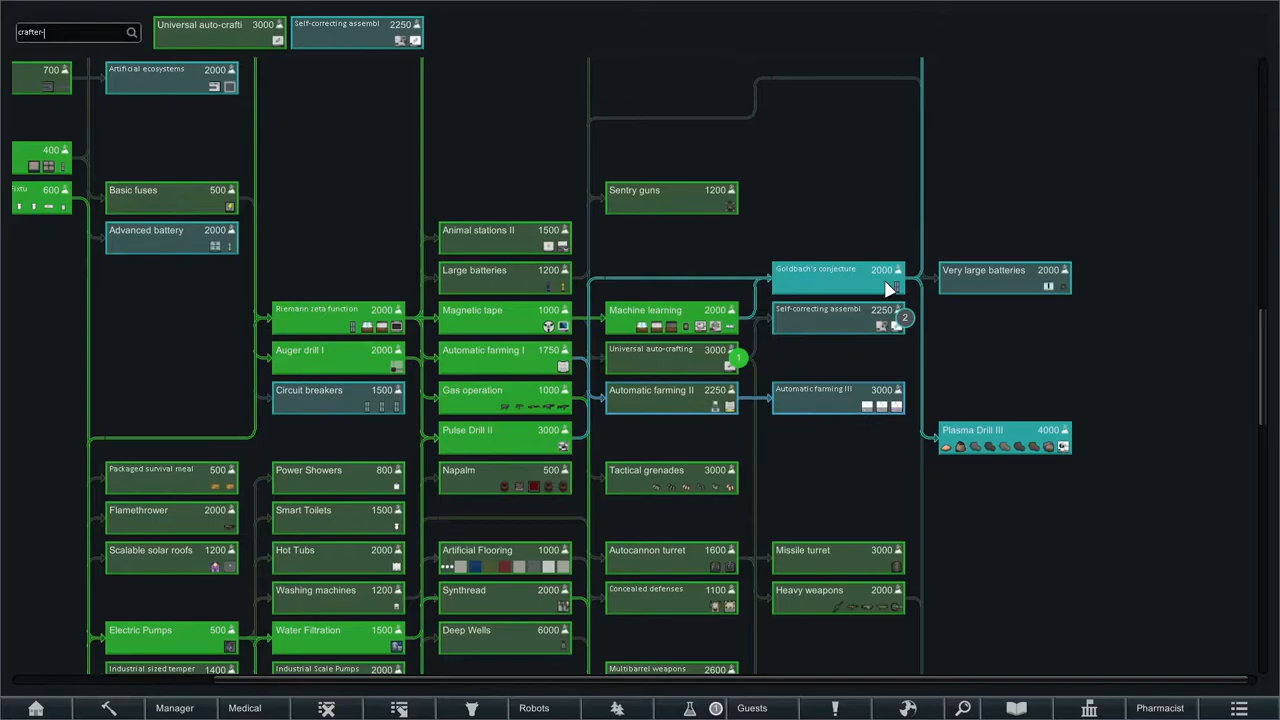 crafter-
Universal auto-crafti 3000
Self-correcting assembl 2250
700
Artificial ecosystems 2000
400
fixtu 600
Basic fuses 500
Advanced battery 2000
Sentry guns 1200
Animal stations II 1500
Large batteries 1200
Goldbach's conjecture 2000
Very large batteries 2000
Riemann zeta function 2000
Magnetic tape 1000
Machine learning 2000
Self-correcting assembl 2250
2
Auger drill I 2000
Automatic farming I 1750
Universal auto-crafting 3000
1
Circuit breakers 1500
Gas operation 1000
Automatic farming II 2250
Automatic farming III 3000
Pulse Drill II 3000
Plasma Drill III 4000
Packaged survival meal 500
Power Showers 800
Napalm 500
Tactical grenades 3000
Flamethrower 2000
Smart Toilets 1500
Scalable solar roofs 1200
Hot Tubs 2000
Artificial Flooring 1000
Autocannon turret 1600
Missile turret 3000
Washing machines 1200
Synthread 2000
Concealed defenses 1100
Heavy weapons 2000
Electric Pumps 500
Water Filtration 1500
Deep Wells 6000
Industrial sized temper 1400
Industrial Scale Pumps 2000
Multibarrel weapons 2600
Manager
Medical
Robots
1
Guests
Pharmacist